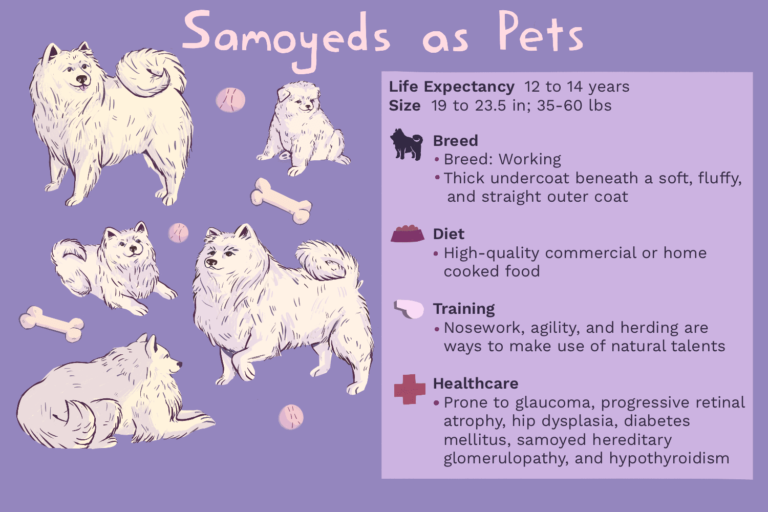 Samoyeds as Pets
Life Expectancy 12 to 14 years
Size 19 to 23.5 in; 35-60 lbs
Breed
• Breed: Working
• Thick undercoat beneath a soft, fluffy,
and straight outer coat
Diet
• High-quality commercial or home
cooked food
Training
• Nosework, agility, and herding are
ways to make use of natural talents
Healthcare
• Prone to glaucoma, progressive retinal
atrophy, hip dysplasia, diabetes
mellitus, samoyed hereditary
glomerulopathy, and hypothyroidism